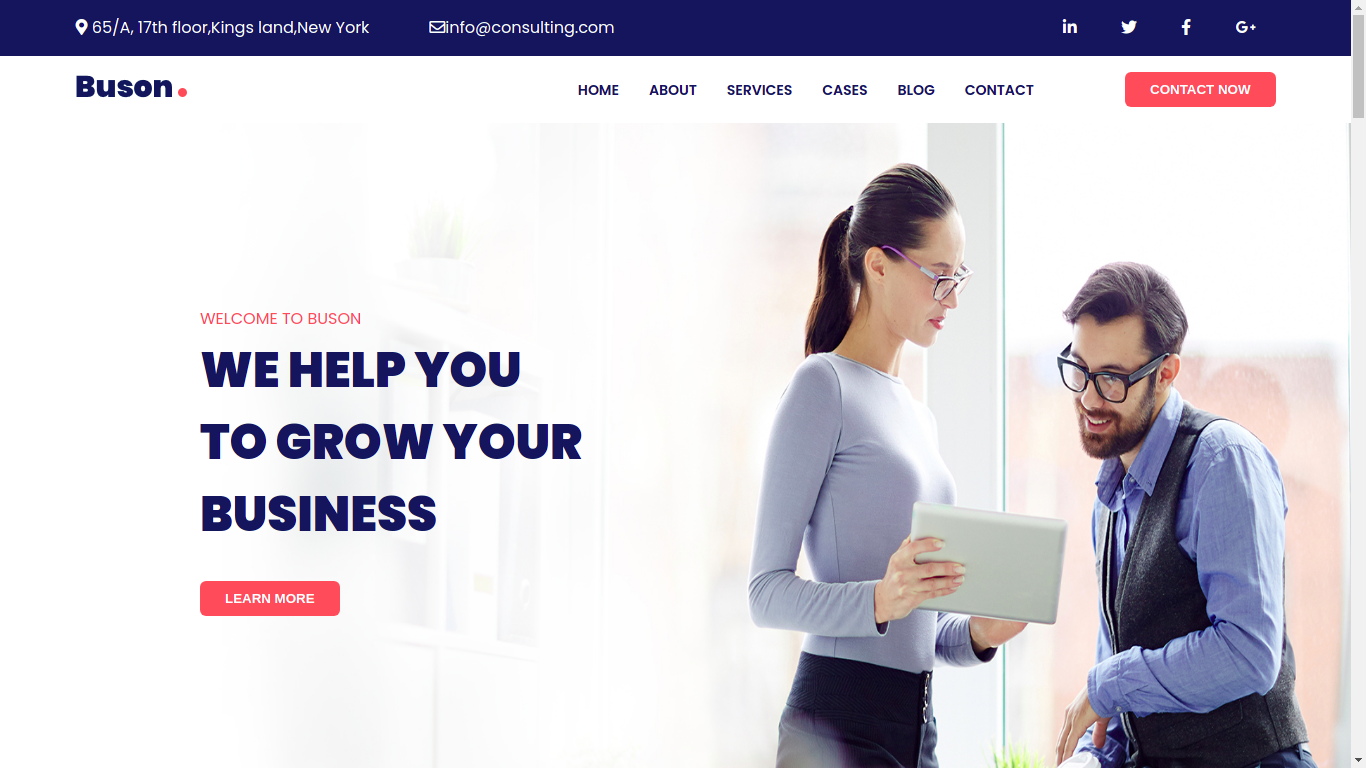 65/A, 17th floor,Kings land,New York
info@consulting.com
Buson.
HOME ABOUT SERVICES CASES BLOG CONTACT
CONTACT NOW
WELCOME TO BUSON
WE HELP YOU
TO GROW YOUR
BUSINESS
LEARN MORE